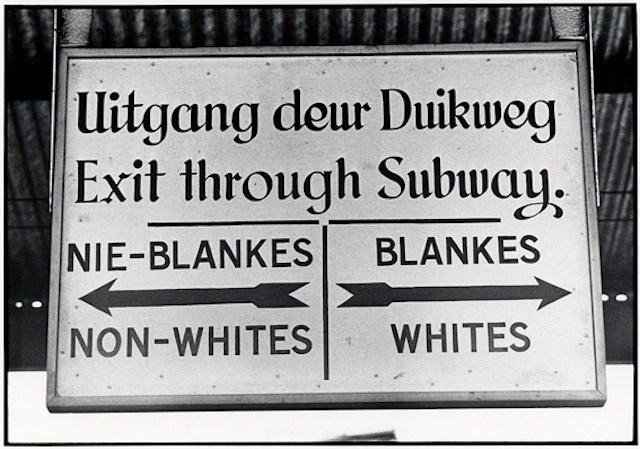 Uitgang deur Duikweg
Exit through Subway.
NIE-BLANKES
NON-WHITES
BLANKES
WHITES